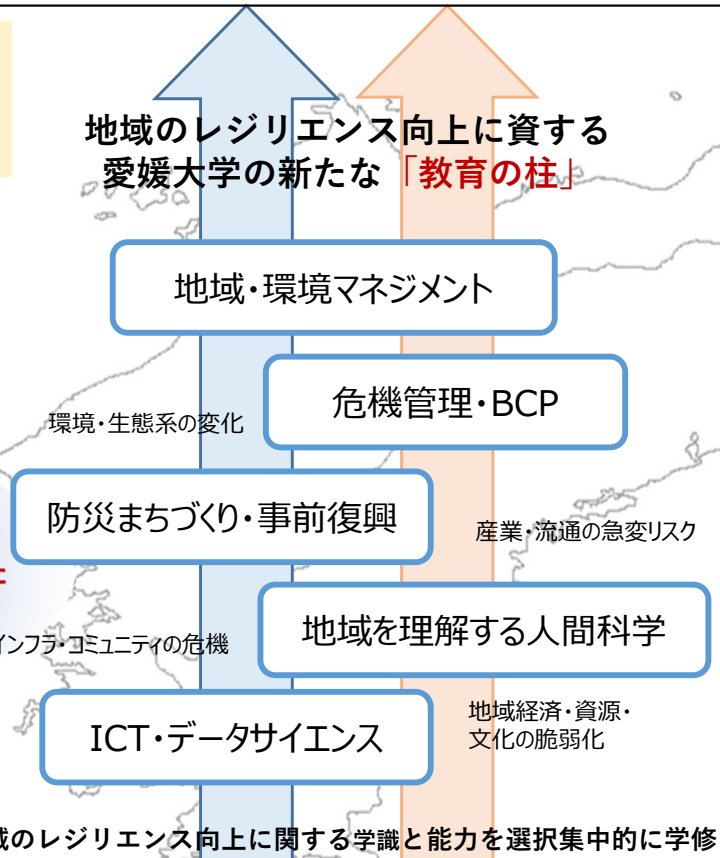 地域のレジリエンス向上に資する
愛媛大学の新たな「教育の柱」
地域・環境マネジメント
危機管理・BCP
環境・生態系の変化
防災まちづくり・事前復興
産業・流通の急変リスク
地域を理解する人間科学
インフラ・コミュニティの危機
ICT・データサイエンス
地域経済・資源・
文化の脆弱化
域のレジリエンス向上に関する学識と能力を選択集中的に学修